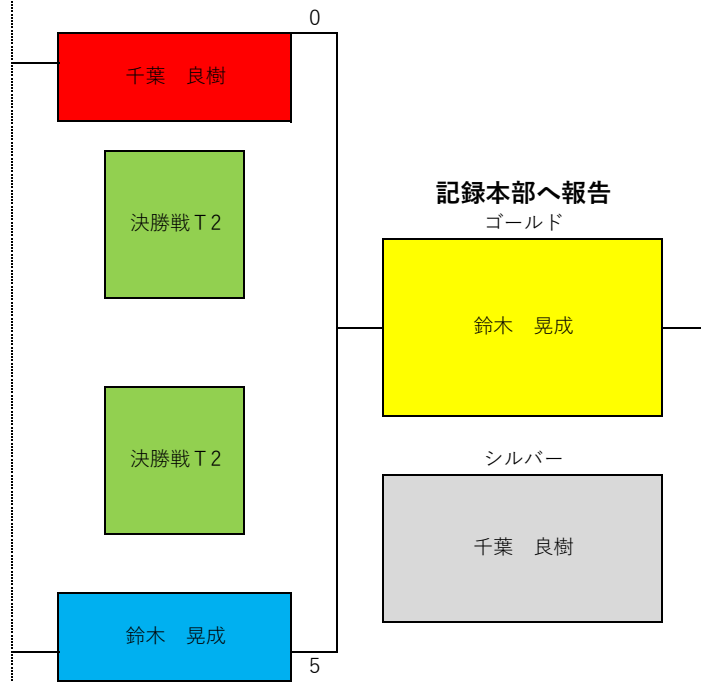 0
千葉　良樹
決勝戦Ｔ2
記録本部へ報告
ゴールド
鈴木　晃成
決勝戦Ｔ2
シルバー
千葉　良樹
鈴木　晃成
5